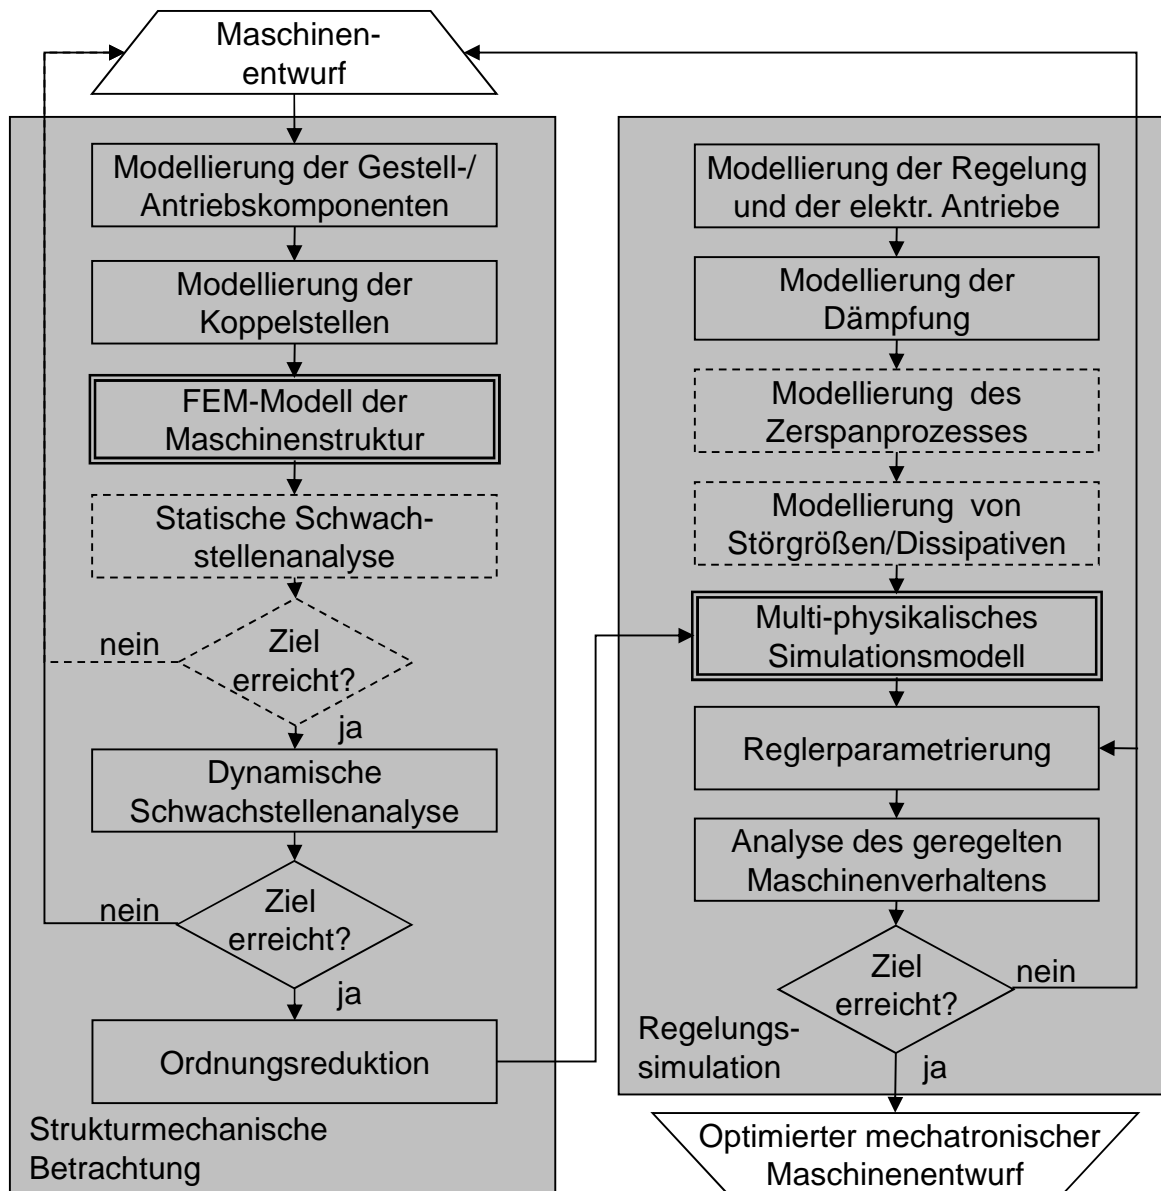 Maschinen-
entwurf
Modellierung der Gestell-/
Antriebskomponenten
Modellierung der
Koppelstellen
FEM-Modell der
Maschinenstruktur
Statische Schwach-
stellenanalyse
nein
Ziel
erreicht?
ja
Dynamische
Schwachstellenanalyse
nein
Ziel
erreicht?
ja
Ordnungsreduktion
Strukturmechanische
Betrachtung
Modellierung der Regelung
und der elektr. Antriebe
Modellierung der
Dämpfung
Modellierung des
Zerspanprozesses
Modellierung von
Störgrößen/Dissipativen
Multi-physikalisches
Simulationsmodell
Reglerparametrierung
Analyse des geregelten
Maschinenverhaltens
Ziel
erreicht?
nein
ja
Regelungs-
simulation
Optimierter mechatronischer
Maschinenentwurf